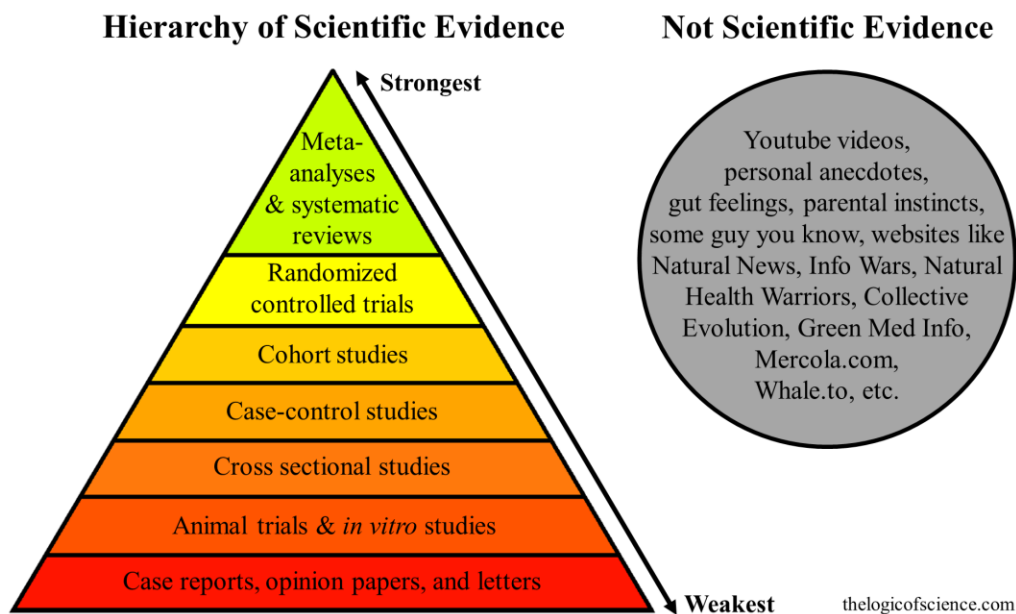 Hierarchy of Scientific Evidence
Not Scientific Evidence
Strongest
Meta-
analyses
& systematic
reviews
Randomized
controlled trials
Cohort studies
Case-control studies
Cross sectional studies
Animal trials & in vitro studies
Case reports, opinion papers, and letters
Weakest
Youtube videos,
personal anecdotes,
gut feelings, parental instincts,
some guy you know, websites like
Natural News, Info Wars, Natural
Health Warriors, Collective
Evolution, Green Med Info,
Mercola.com,
Whale.to, etc.
thelogicofscience.com